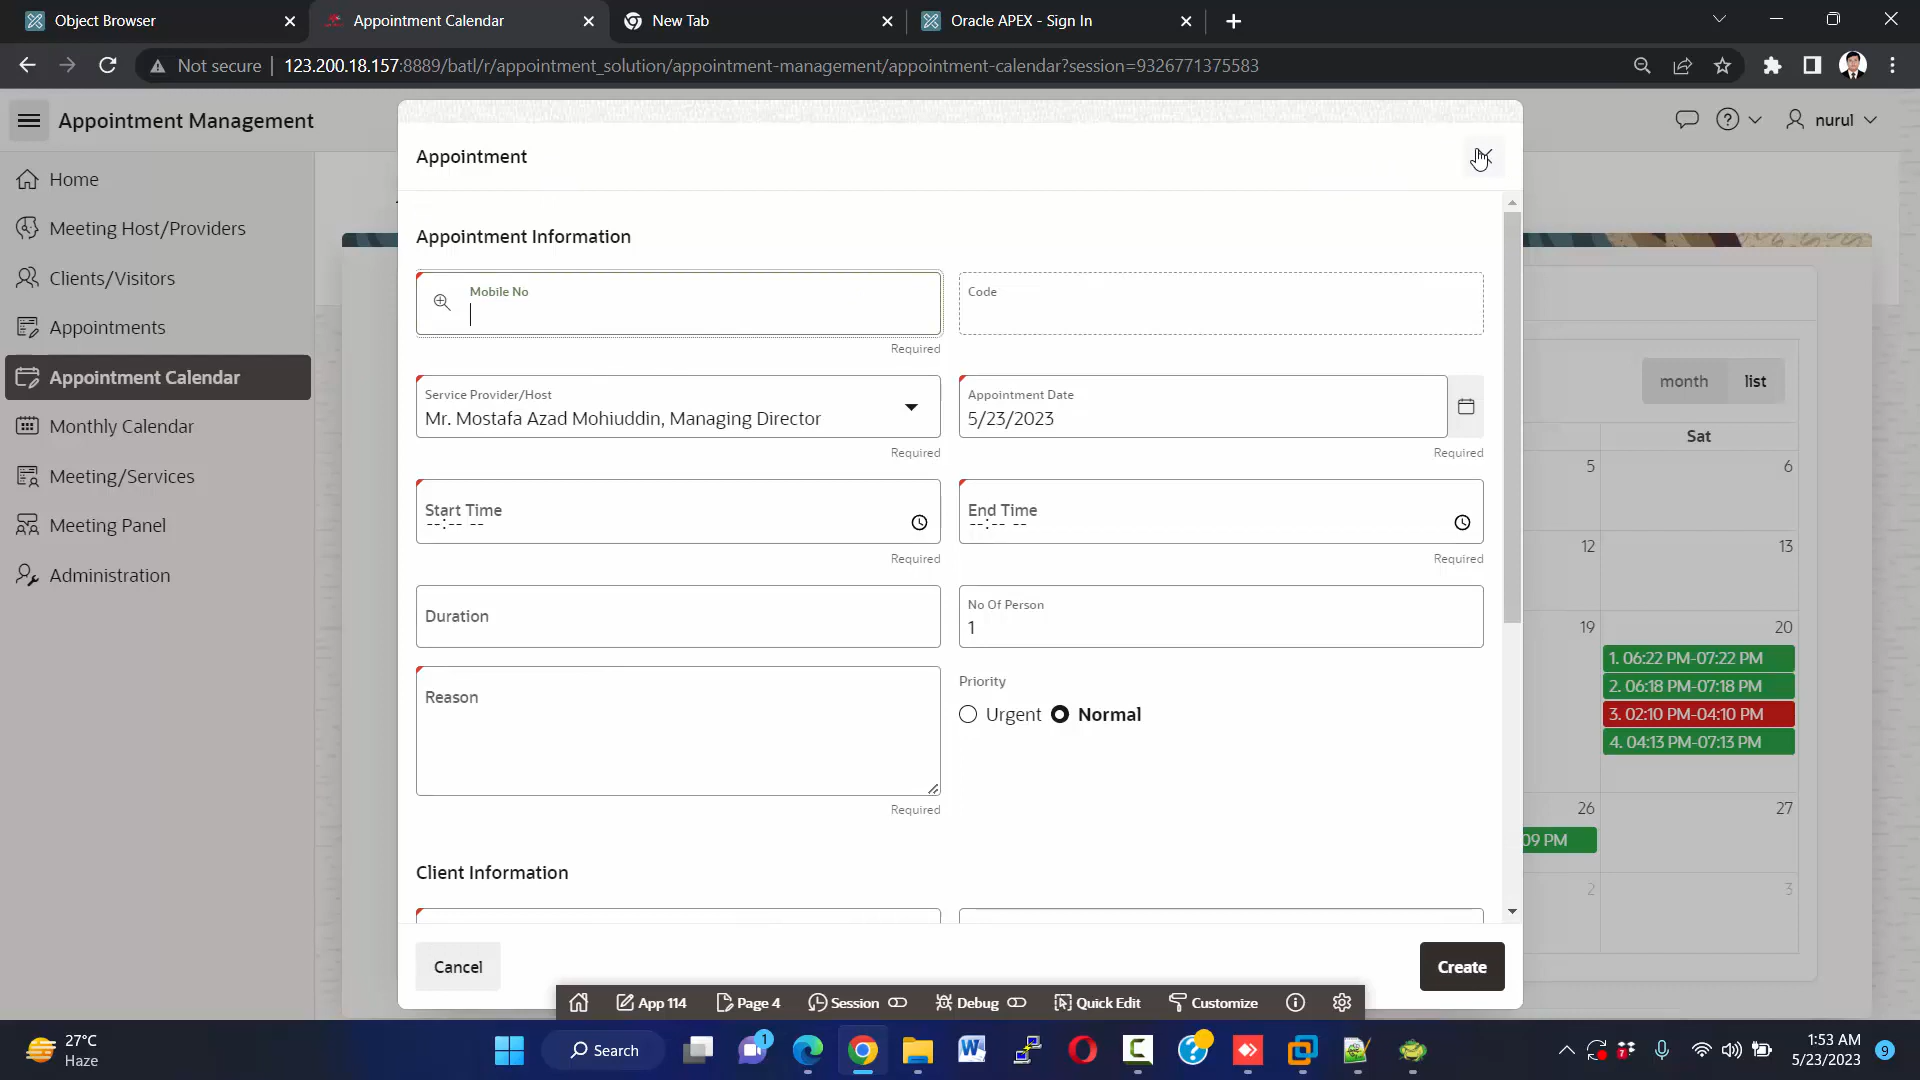 Object Browser
Appointment Calendar
New Tab
Oracle APEX - Sign In
Not secure
123.200.18.157:8889/batl/r/appointment_solution/appointment-management/appointment-calendar?session=9326771375583
Appointment Management
nurul
Home
Meeting Host/Providers
Clients/Visitors
Appointments
Appointment Calendar
Monthly Calendar
Meeting/Services
Meeting Panel
Administration
Appointment
Appointment Information
Mobile No
Required
Code
Service Provider/Host
Mr. Mostafa Azad Mohiuddin, Managing Director
Required
Appointment Date
5/23/2023
Required
Start Time
--:-- --
Required
End Time
--:-- --
Required
Duration
No Of Person
1
Reason
Required
Priority
Urgent Normal
Client Information
Cancel
Create
month list
Sat
5 6
12 13
19 20
1. 06:22 PM-07:22 PM
2. 06:18 PM-07:18 PM
3. 02:10 PM-04:10 PM
4. 04:13 PM-07:13 PM
26 27
09 PM
2 3
App 114 Page 4 Session Debug Quick Edit Customize
27°C
Haze
Search
1
7
1:53 AM
5/23/2023
9